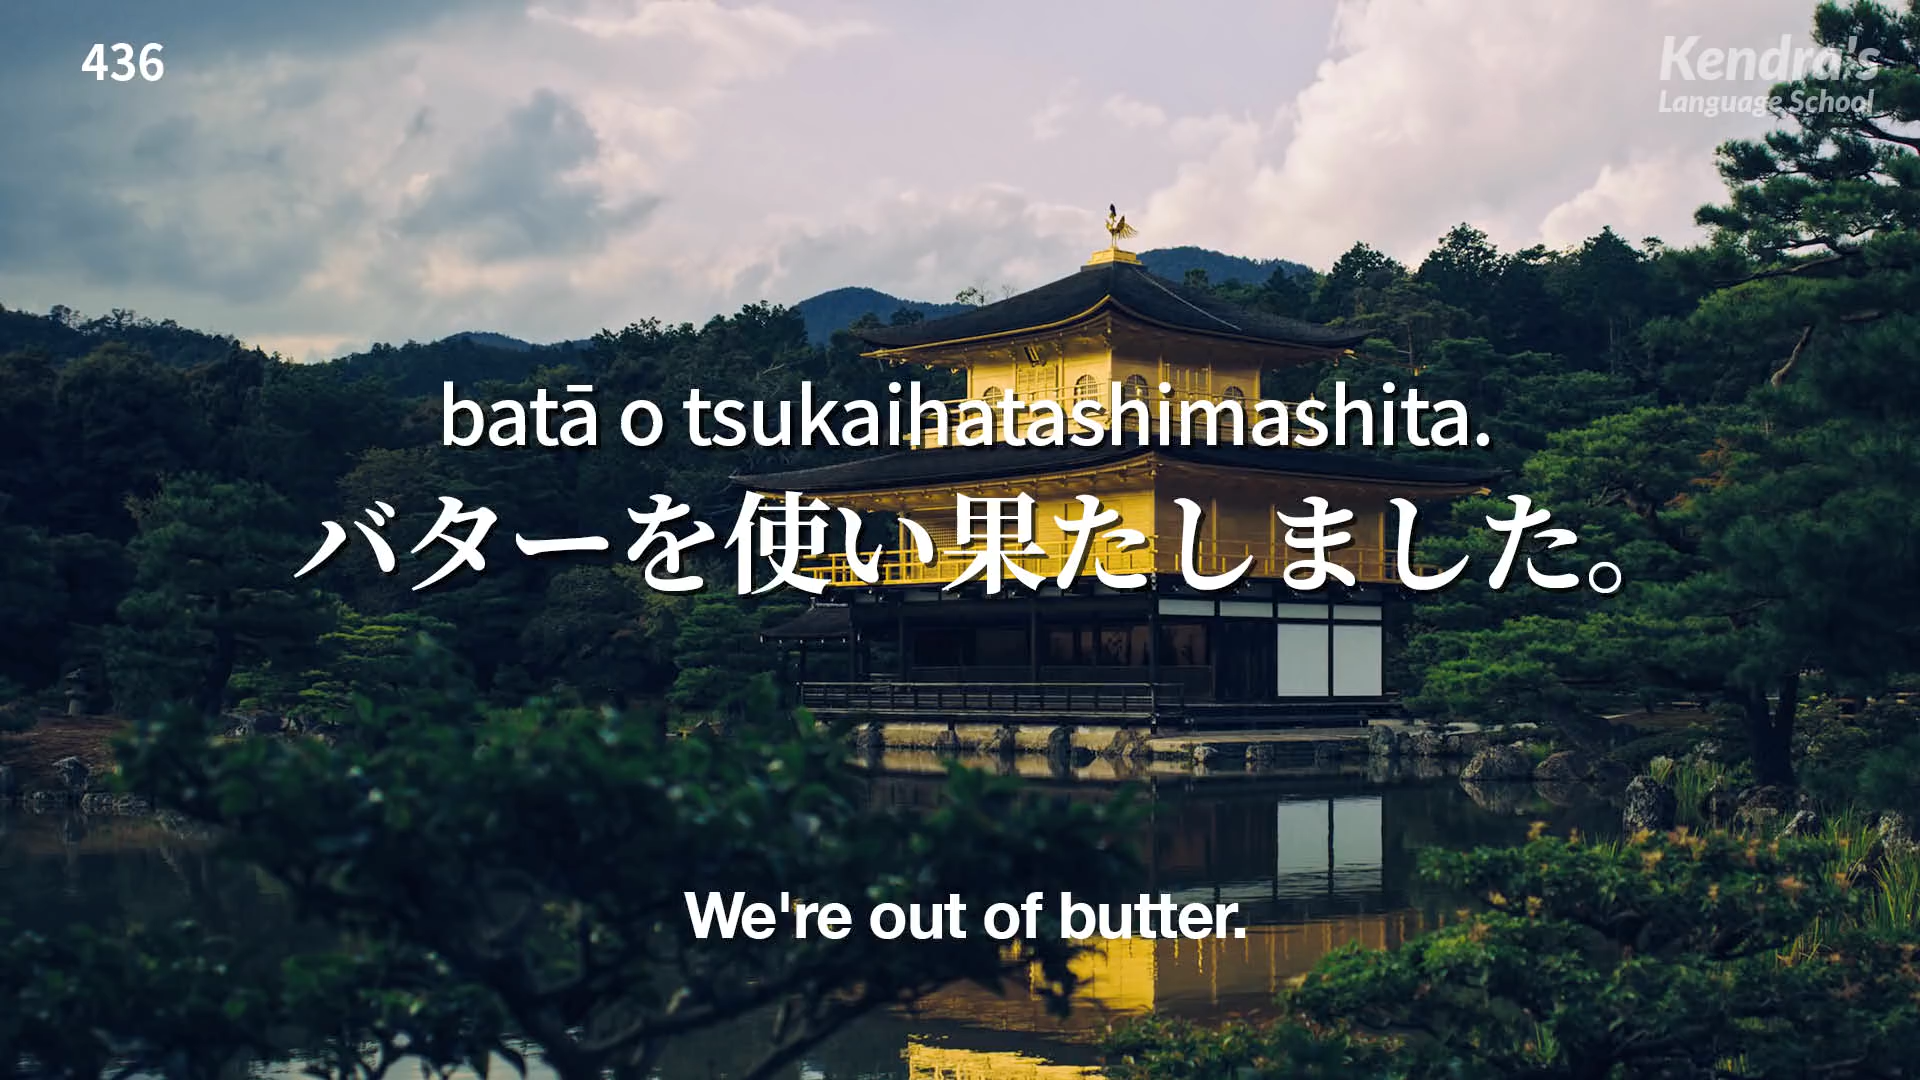 436
Kendra's
Language School
batā o tsukaihatashimashita.
バターを使い果たしました。
We're out of butter.